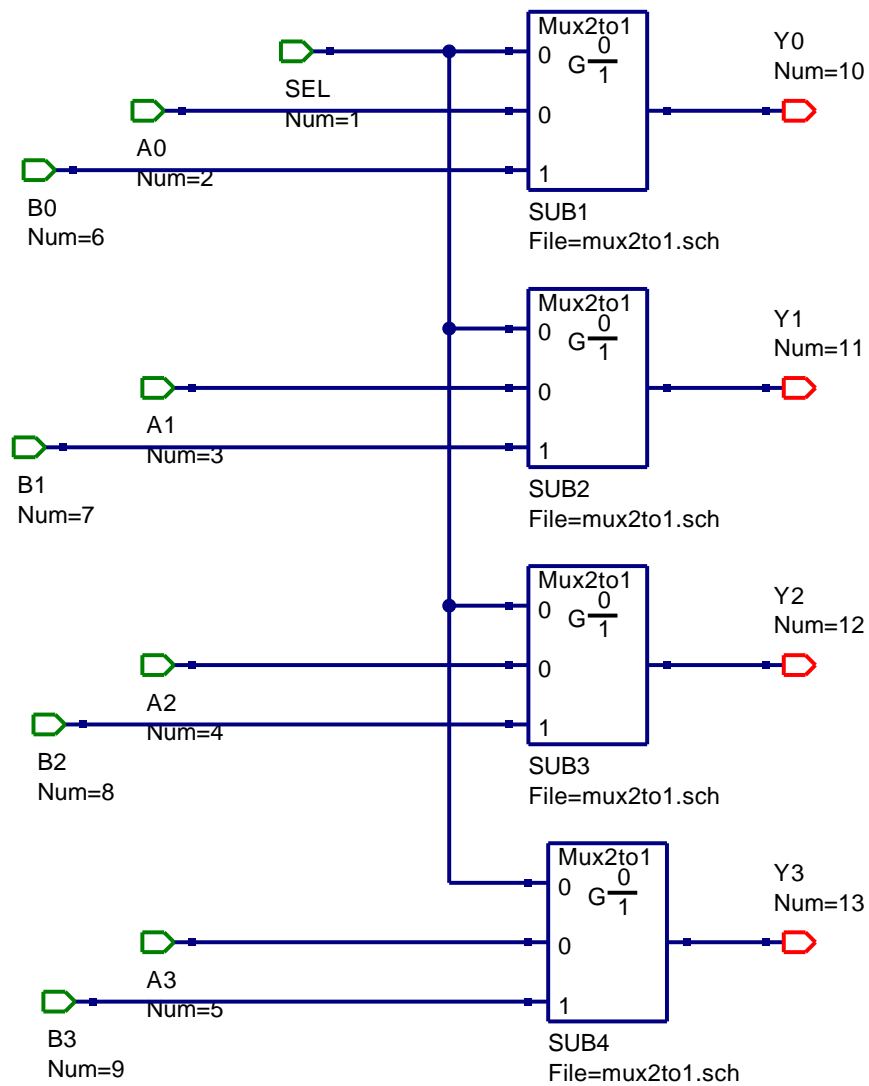 Mux2to1
0
G
0
1
0
1
SUB1
File=mux2to1.sch
SEL
Num=1
A0
Num=2
B0
Num=6
Y0
Num=10
Mux2to1
0
G
0
1
0
1
SUB2
File=mux2to1.sch
A1
Num=3
B1
Num=7
Y1
Num=11
Mux2to1
0
G
0
1
0
1
SUB3
File=mux2to1.sch
A2
Num=4
B2
Num=8
Y2
Num=12
Mux2to1
0
G
0
1
0
1
SUB4
File=mux2to1.sch
A3
Num=5
B3
Num=9
Y3
Num=13